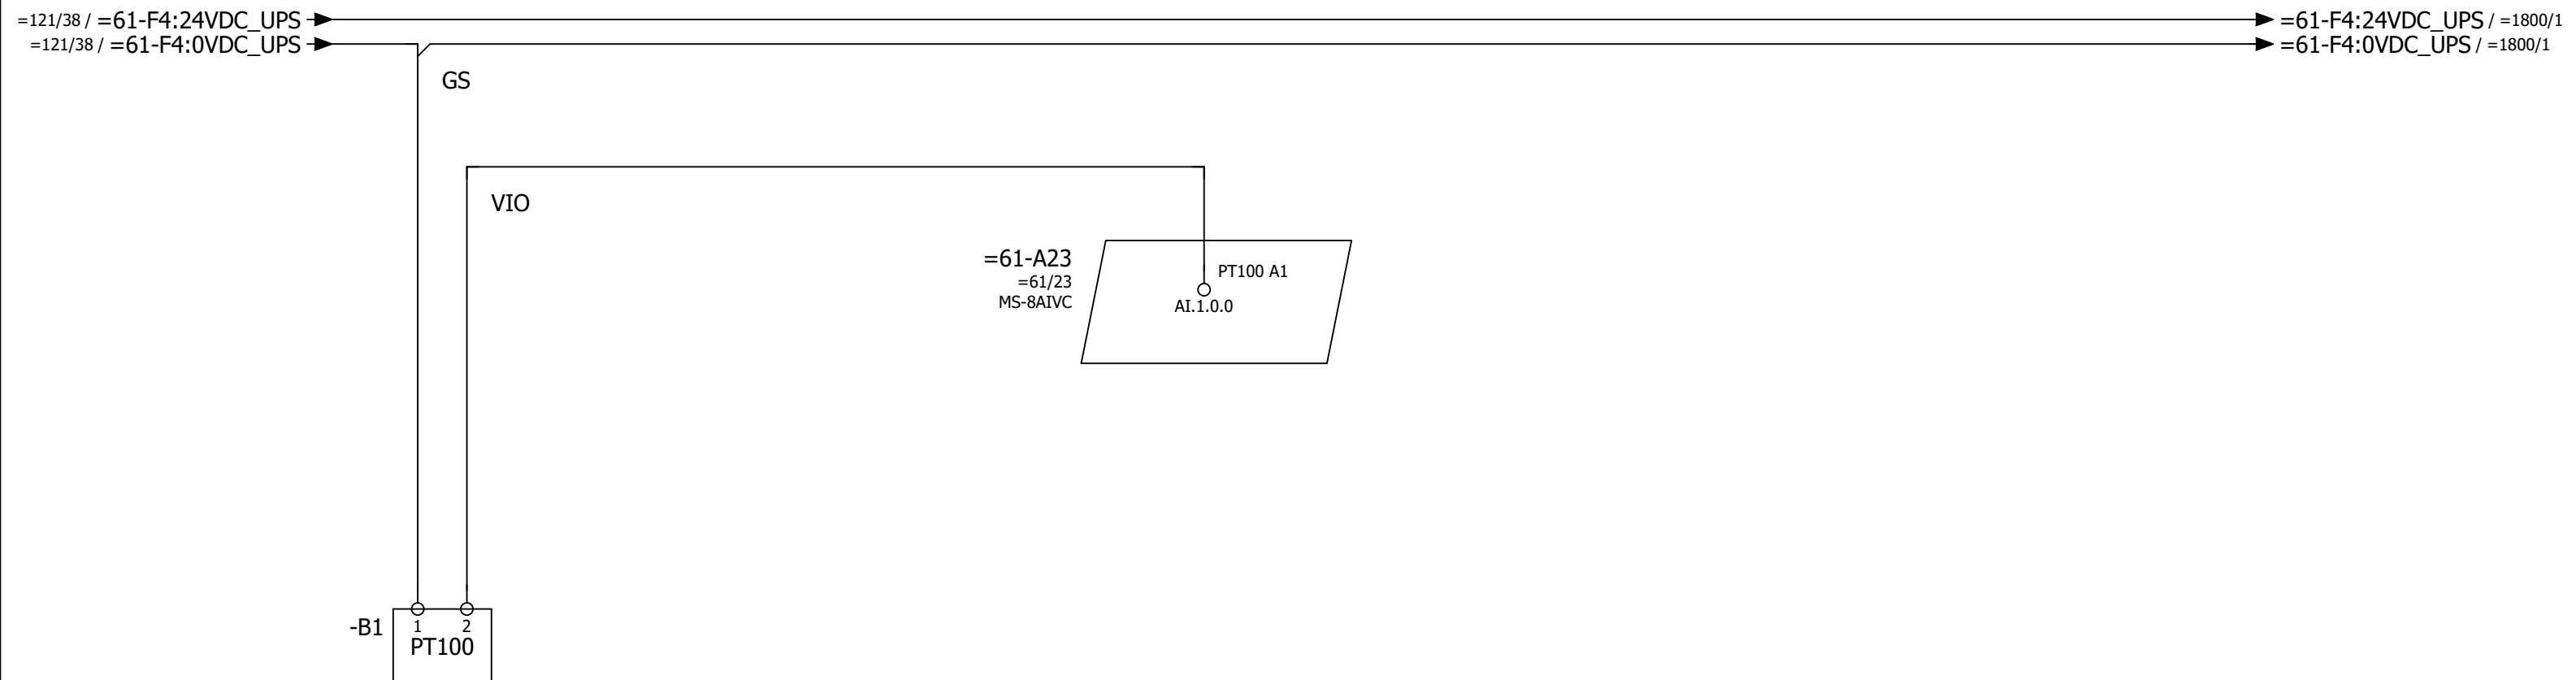 =121/38 / =61-F4:24VDC_UPS =61-F4:24VDC_UPS / =1800/1
=121/38 / =61-F4:0VDC_UPS =61-F4:0VDC_UPS / =1800/1
GS
VIO
=61-A23
=61/23
MS-8AIVC
PT100 A1
AI.1.0.0
-B1
1 2
PT100